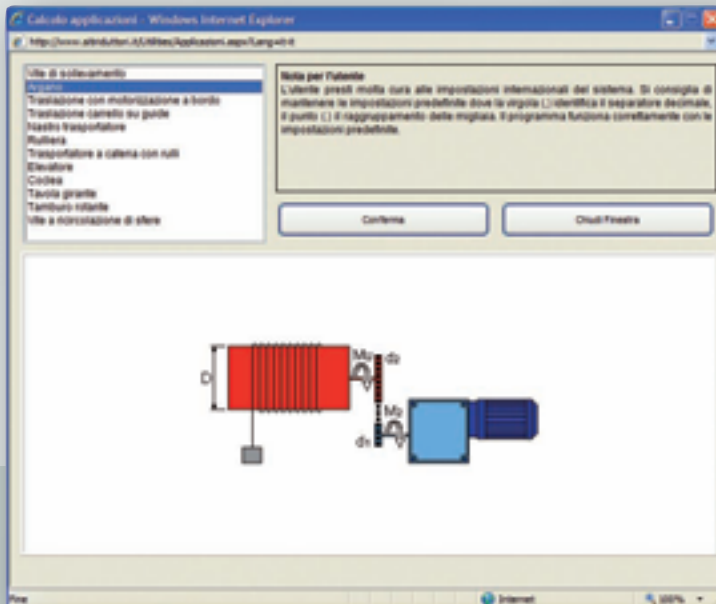 Calcolo applicazioni - Windows Internet Explorer
Vite di sollevamento
Argano
Traslazione con motorizzazione a bordo
Traslazione carrello su guide
Nastro trasportatore
Rulliera
Trasportatore a catena con rulli
Elevatore
Coclea
Tavola girante
Tamburo rotante
Vite a ricircolazione di sfere
Nota per l'utente
L'utente presti molta cura alle impostazioni internazionali del sistema. Si consiglia di
mantenere le impostazioni predefinite dove la virgola (,) identifica il separatore decimale,
il punto (.) il raggruppamento delle migliaia. Il programma funziona correttamente con le
impostazioni predefinite.
Conferma
Chiudi Finestra
D
d2
M2
d1
Fine
Internet
100%